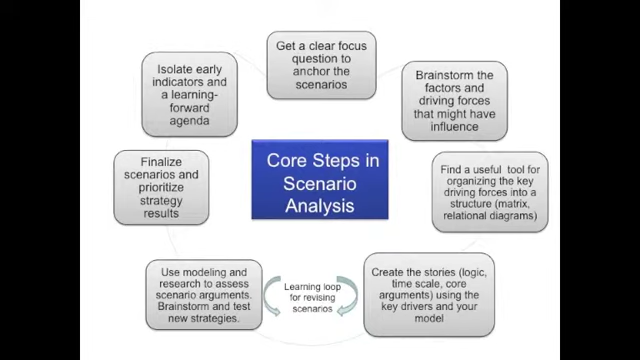 Get a clear focus
question to
anchor the
scenarios
Brainstorm the
factors and
driving forces
that might have
influence
Find a useful tool for
organizing the key
driving forces into a
structure (matrix,
relational diagrams)
Create the stories (logic,
time scale, core
arguments) using the
key drivers and your
model
Learning loop
for revising
scenarios
Use modeling and
research to assess
scenario arguments.
Brainstorm and test
new strategies.
Finalize
scenarios and
prioritize
strategy
results
Isolate early
indicators and
a learning-
forward
agenda
Core Steps in
Scenario
Analysis